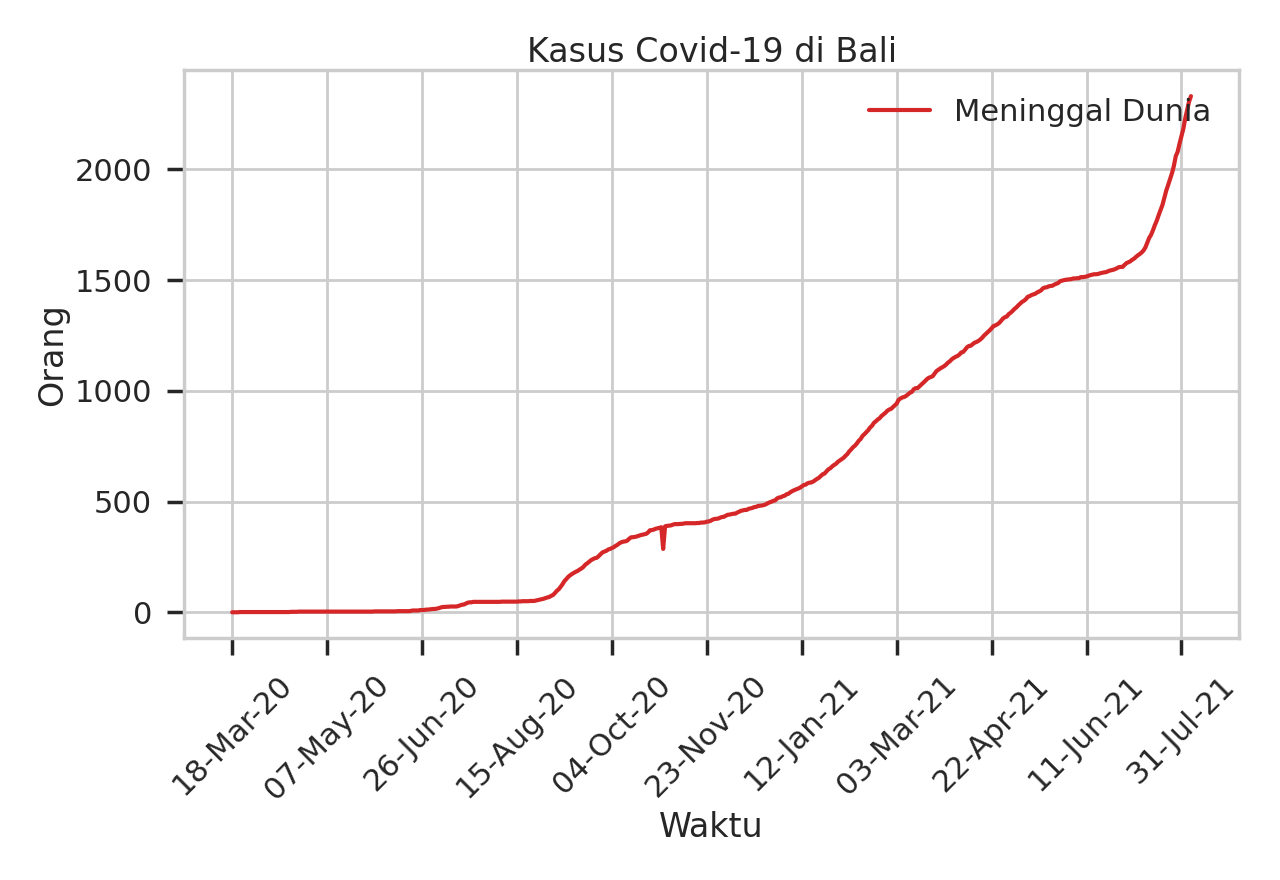 Kasus Covid-19 di Bali
Meninggal Dunia
Orang
2000
1500
1000
500
0
18-Mar-20
07-May-20
26-Jun-20
15-Aug-20
04-Oct-20
23-Nov-20
12-Jan-21
03-Mar-21
22-Apr-21
11-Jun-21
31-Jul-21
Waktu